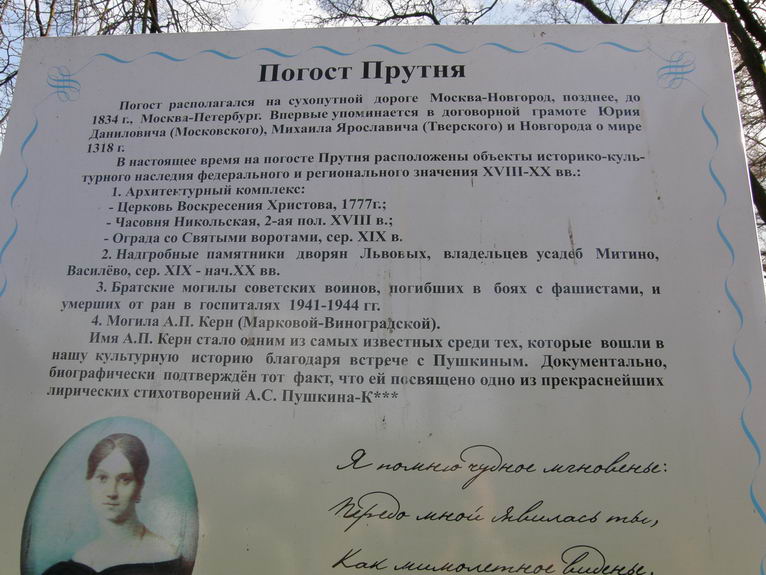 Погост Прутня
Погост располагался на сухопутной дороге Москва-Новгород, позднее, до
1834 г., Москва-Петербург. Впервые упоминается в договорной грамоте Юрия
Даниловича (Московского), Михаила Ярославича (Тверского) и Новгорода о мире
1318 г.
В настоящее время на погосте Прутня расположены объекты историко-куль-
турного наследия федерального и регионального значения XVIII-XX вв.:
1. Архитектурный комплекс:
- Церковь Воскресения Христова, 1777г.;
- Часовня Никольская, 2-ая пол. XVIII в.;
- Ограда со Святыми воротами, сер. XIX в.
2. Надгробные памятники дворян Львовых, владельцев усадеб Митино,
Василёво, сер. XIX - нач.XX вв.
3. Братские могилы советских воинов, погибших в боях с фашистами, и
умерших от ран в госпиталях 1941-1944 гг.
4. Могила А.П. Керн (Марковой-Виноградской).
Имя А.П. Керн стало одним из самых известных среди тех, которые вошли в
нашу культурную историю благодаря встрече с Пушкиным. Документально,
биографически подтверждён тот факт, что ей посвящено одно из прекраснейших
лирических стихотворений А.С. Пушкина-К***
Я помню чудное мгновенье:
Передо мной явилась ты,
Как мимолетное виденье,